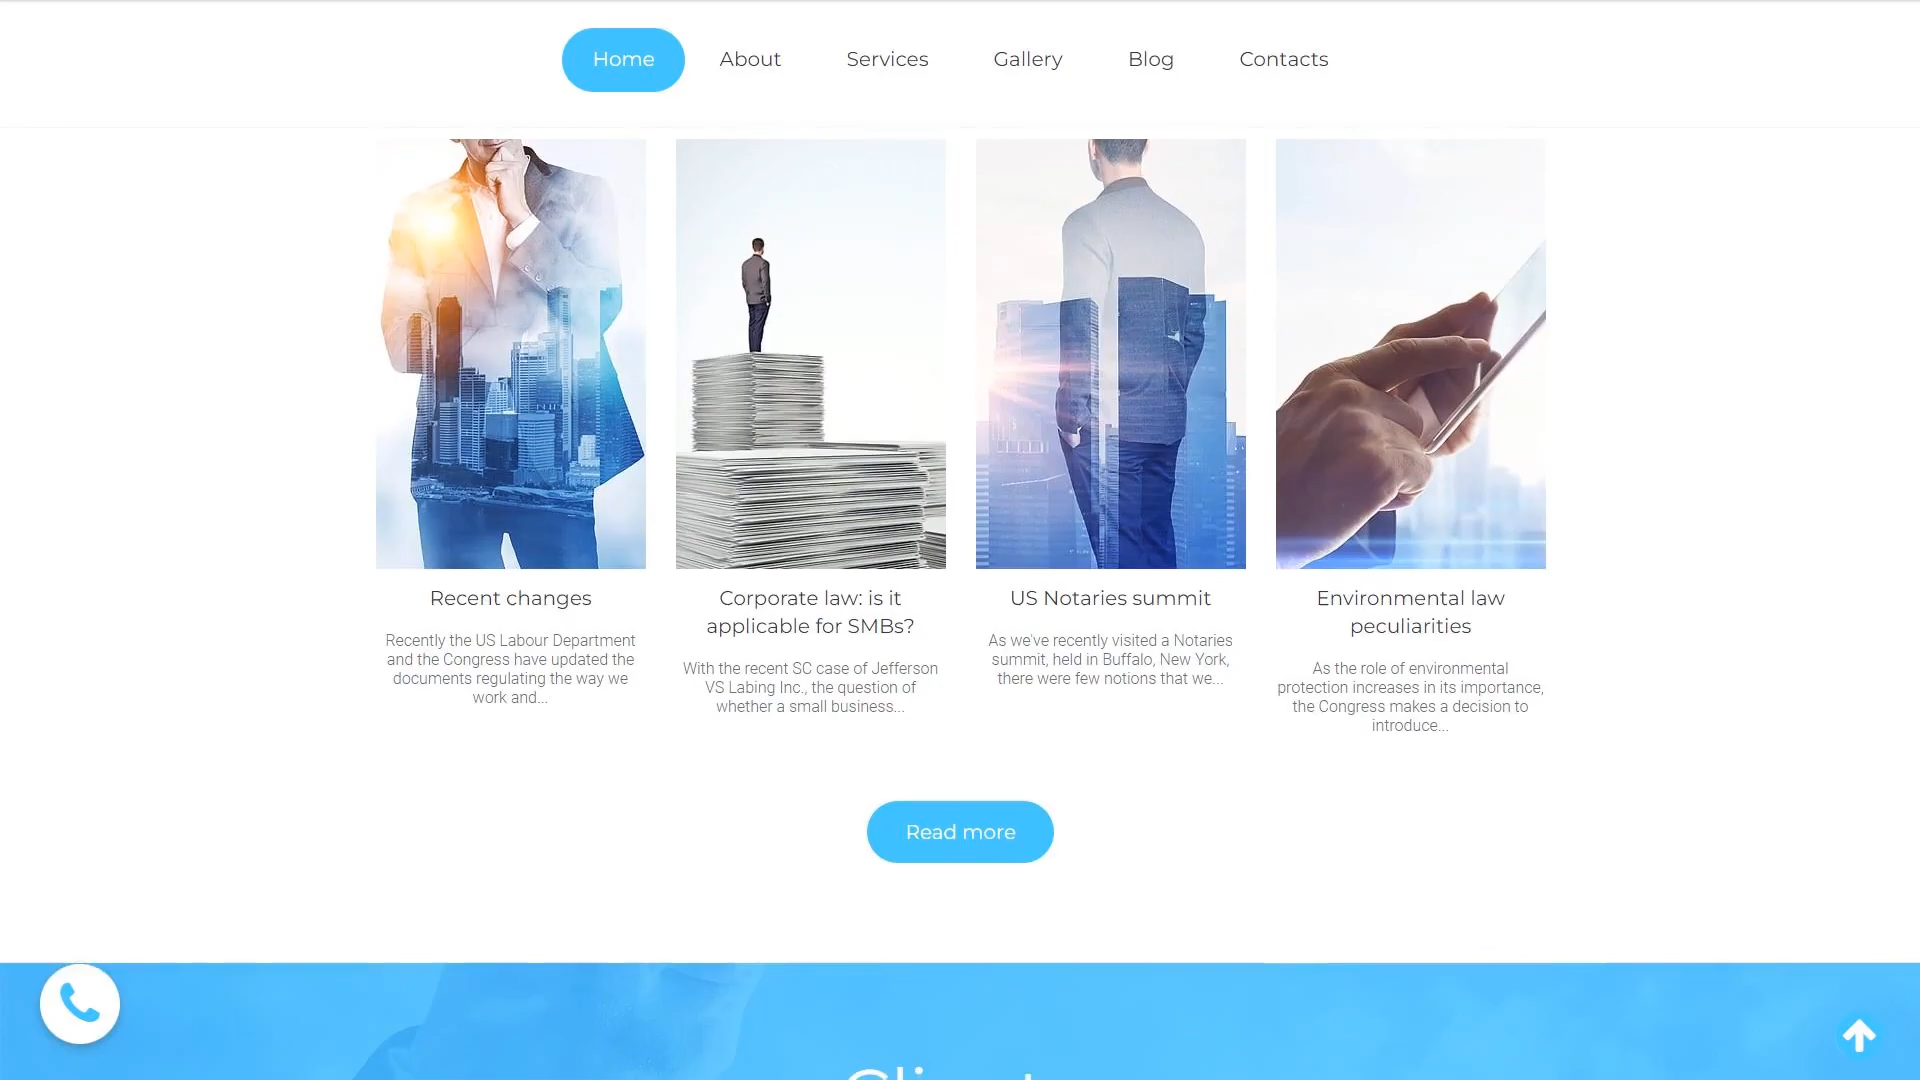 Home About Services Gallery Blog Contacts
Recent changes
Recently the US Labour Department
and the Congress have updated the
documents regulating the way we
work and...
Corporate law: is it
applicable for SMBs?
With the recent SC case of Jefferson
VS Labing Inc., the question of
whether a small business...
US Notaries summit
As we've recently visited a Notaries
summit, held in Buffalo, New York,
there were few notions that we...
Environmental law
peculiarities
As the role of environmental
protection increases in its importance,
the Congress makes a decision to
introduce...
Read more